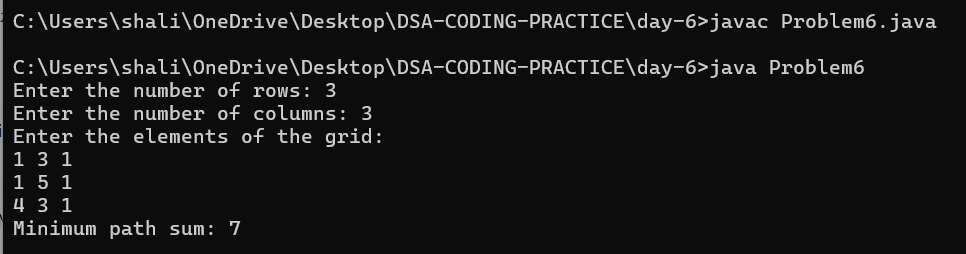 C:\Users\shali\OneDrive\Desktop\DSA-CODING-PRACTICE\day-6>javac Problem6.java
C:\Users\shali\OneDrive\Desktop\DSA-CODING-PRACTICE\day-6>java Problem6
Enter the number of rows: 3
Enter the number of columns: 3
Enter the elements of the grid:
1 3 1
1 5 1
4 3 1
Minimum path sum: 7